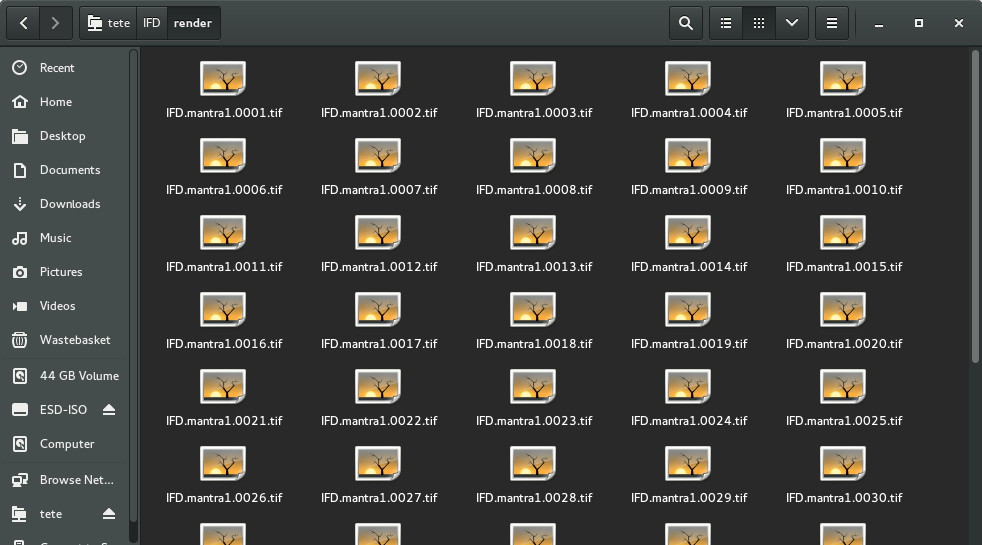 tete IFD render
Recent
Home
Desktop
Documents
Downloads
Music
Pictures
Videos
Wastebasket
44 GB Volume
ESD-ISO
Computer
Browse Net...
tete
IFD.mantra1.0001.tif IFD.mantra1.0002.tif IFD.mantra1.0003.tif IFD.mantra1.0004.tif IFD.mantra1.0005.tif
IFD.mantra1.0006.tif IFD.mantra1.0007.tif IFD.mantra1.0008.tif IFD.mantra1.0009.tif IFD.mantra1.0010.tif
IFD.mantra1.0011.tif IFD.mantra1.0012.tif IFD.mantra1.0013.tif IFD.mantra1.0014.tif IFD.mantra1.0015.tif
IFD.mantra1.0016.tif IFD.mantra1.0017.tif IFD.mantra1.0018.tif IFD.mantra1.0019.tif IFD.mantra1.0020.tif
IFD.mantra1.0021.tif IFD.mantra1.0022.tif IFD.mantra1.0023.tif IFD.mantra1.0024.tif IFD.mantra1.0025.tif
IFD.mantra1.0026.tif IFD.mantra1.0027.tif IFD.mantra1.0028.tif IFD.mantra1.0029.tif IFD.mantra1.0030.tif